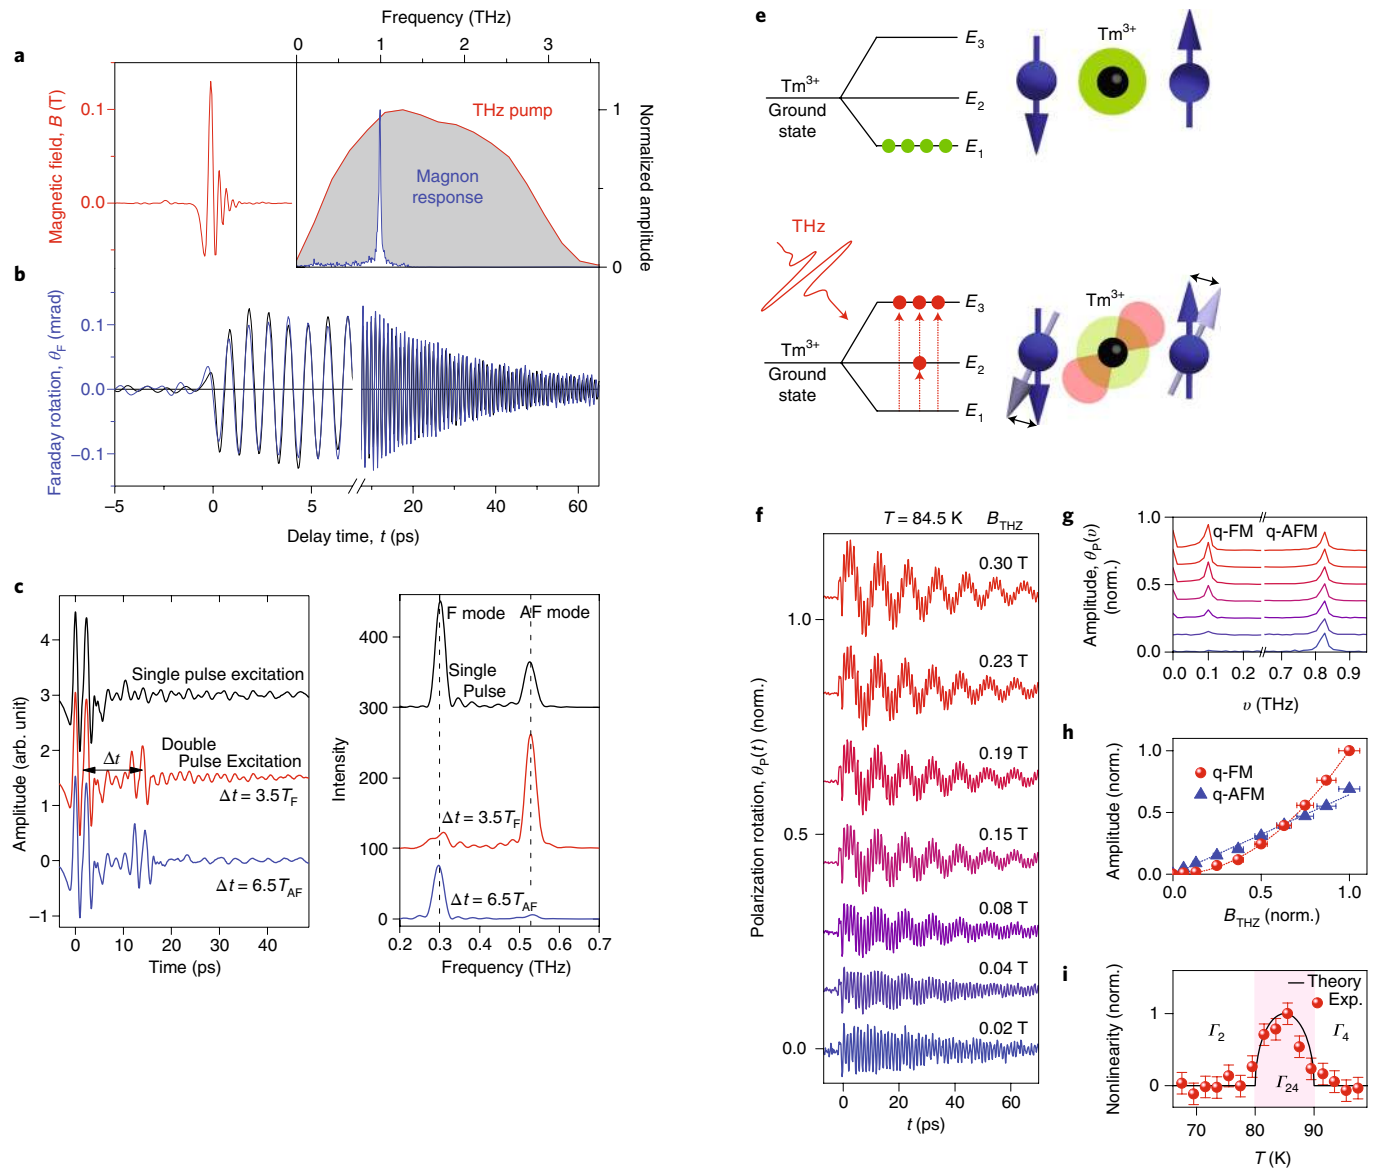 a
Frequency (THz)
0 1 2 3
Magnetic field, B (T)
0.1
0.0
THz pump
Magnon
response
Normalized amplitude
1
0
b
Faraday rotation, θF (mrad)
0.1
0.0
−0.1
−5 0 5 20 40 60
Delay time, t (ps)
c
Amplitude (arb. unit)
4
3
2
1
0
−1
Single pulse excitation
Double
Pulse Excitation
Δt
Δt = 3.5TF
Δt = 6.5TAF
0 10 20 30 40
Time (ps)
Intensity
400
300
200
100
0
F mode
AF mode
Single
Pulse
Δt = 3.5TF
Δt = 6.5TAF
0.2 0.3 0.4 0.5 0.6 0.7
Frequency (THz)
e
Tm3+
Ground
state
E3
E2
E1
Tm3+
THz
Tm3+
Ground
state
E3
E2
E1
Tm3+
f
T = 84.5 K BTHZ
Polarization rotation, θP(t) (norm.)
1.0
0.5
0.0
0.30 T
0.23 T
0.19 T
0.15 T
0.08 T
0.04 T
0.02 T
0 20 40 60
t (ps)
g
Amplitude, θP(υ)
(norm.)
1.0
0.5
0.0
q-FM
q-AFM
0.0 0.1 0.2 0.7 0.8 0.9
υ (THz)
h
Amplitude (norm.)
1.0
0.5
0.0
q-FM
q-AFM
0 0.5 1.0
BTHZ (norm.)
i
Nonlinearity (norm.)
1
0
Theory
Exp.
Γ2
Γ24
Γ4
70 80 90
T (K)